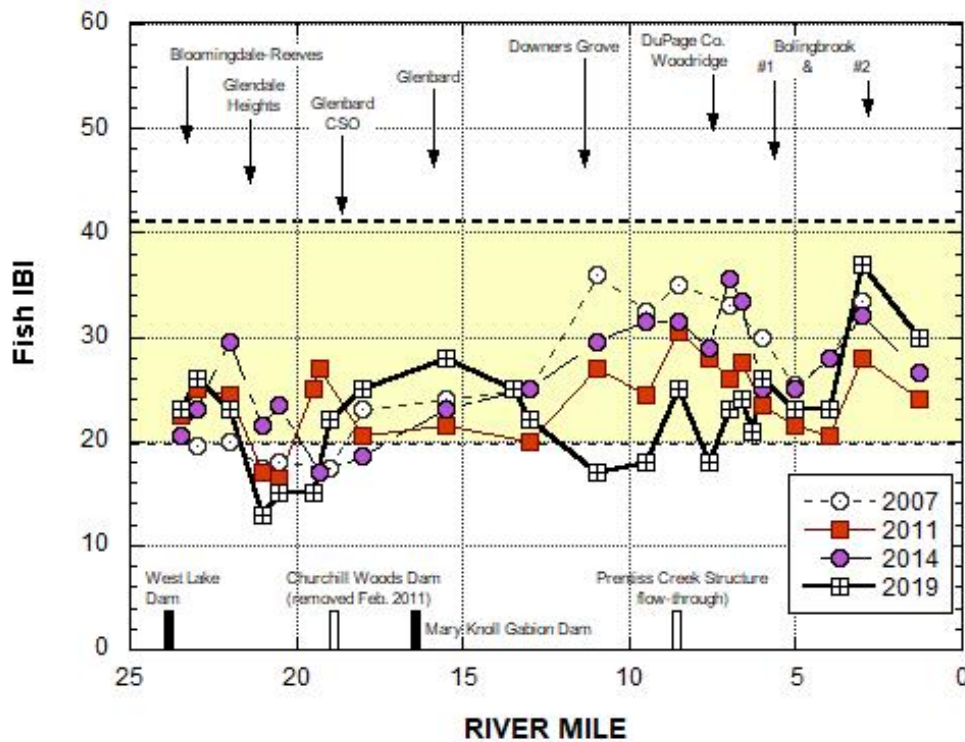 Bloomingdale-Reeves
Glendale
Heights
Glenbard
CSO
Glenbard
Downers Grove
DuPage Co.
Woodridge
Bolingbrook
#1 & #2
60
50
40
30
20
10
0
Fish IBI
2007
2011
2014
2019
West Lake
Dam
Churchill Woods Dam
(removed Feb. 2011)
Mary Knoll Gabion Dam
Prentiss Creek Structure
flow-through)
25 20 15 10 5 0
RIVER MILE